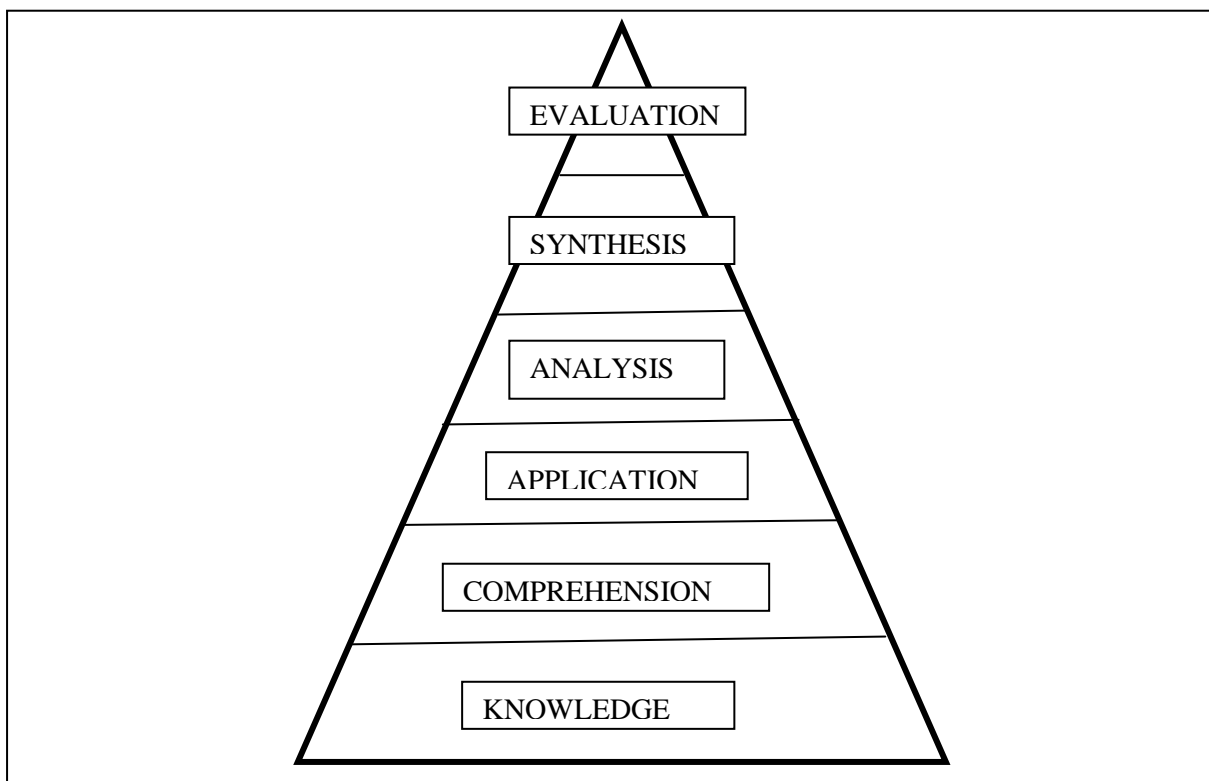 EVALUATION
SYNTHESIS
ANALYSIS
APPLICATION
COMPREHENSION
KNOWLEDGE